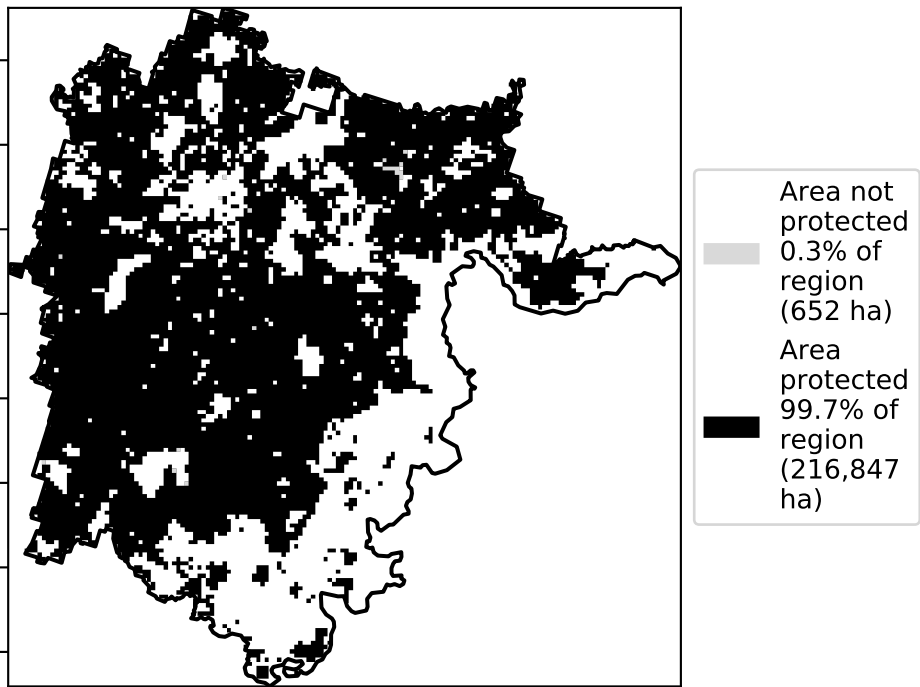 Area not
protected
0.3% of
region
(652 ha)
Area
protected
99.7% of
region
(216,847
ha)